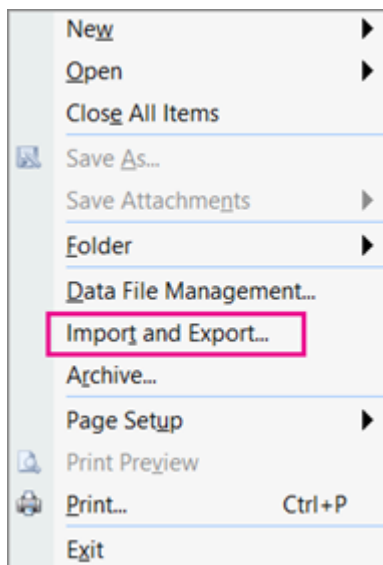 New
Open
Close All Items
Save As...
Save Attachments
Folder
Data File Management...
Import and Export...
Archive...
Page Setup
Print Preview
Print... Ctrl+P
Exit